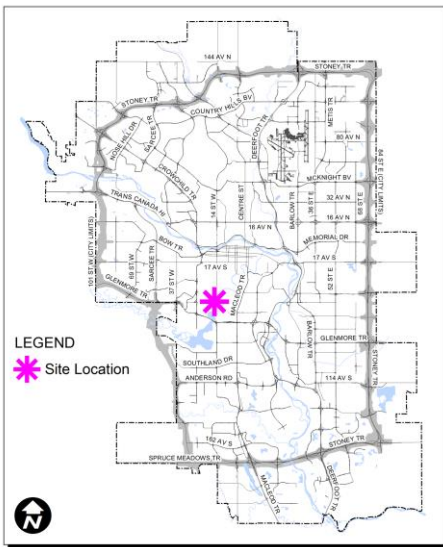 144 AV N
STONEY TR
STONEY TR
COUNTRY HILLS BV
NOSE HILL DR
SARCEE TR
DEERFOOT TR
METIS TR
80 AV N
CROWCHILD TR
14 ST W
CENTRE ST
MCKNIGHT BV
BARLOW TR
36 ST E
68 ST E
84 ST E (CITY LIMITS)
32 AV N
TRANS CANADA HI
16 AV N
16 AV N
MEMORIAL DR
101 ST W (CITY LIMITS)
69 ST W
SARCEE TR
37 ST W
BOW TR
17 AV S
17 AV S
52 ST E
MACLEOD TR
GLENMORE TR
GLENMORE TR
BARLOW TR
LEGEND
Site Location
SOUTHLAND DR
ANDERSON RD
114 AV S
STONEY TR
162 AV S
STONEY TR
SPRUCE MEADOWS TR
MACLEOD TR
DEERFOOT TR
N